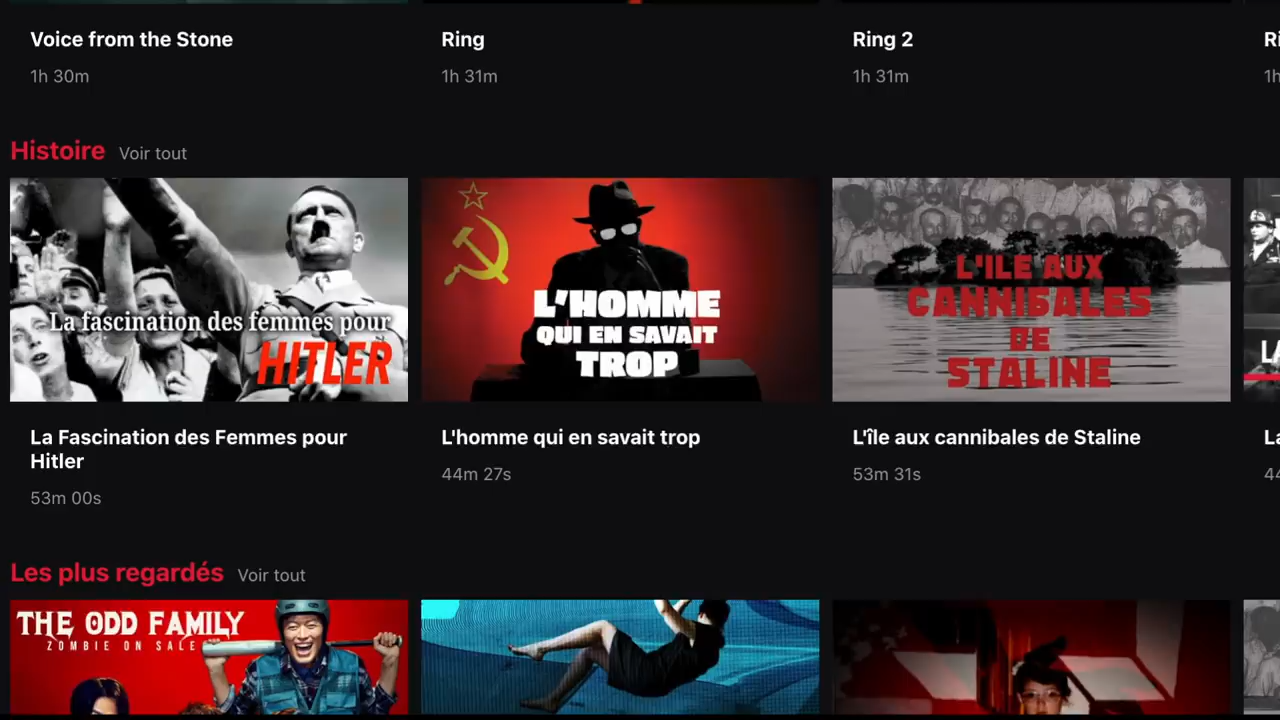 Voice from the Stone
Ring
Ring 2
1h 30m
1h 31m
1h 31m
Histoire Voir tout
La fascination des femmes pour
HITLER
L'HOMME
QUI EN SAVAIT
TROP
L'ILE AUX
CANNIBALES
DE
STALINE
La Fascination des Femmes pour
Hitler
53m 00s
L'homme qui en savait trop
44m 27s
L'île aux cannibales de Staline
53m 31s
Les plus regardés Voir tout
THE ODD FAMILY
ZOMBIE ON SALE